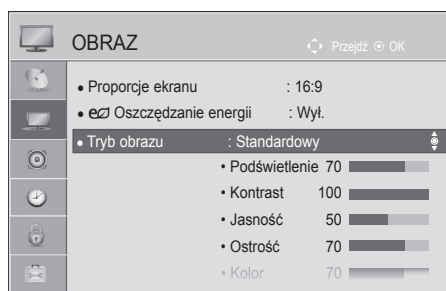 OBRAZ Przejdź OK
• Proporcje ekranu : 16:9
• eco Oszczędzanie energii : Wył.
• Tryb obrazu : Standardowy
• Podświetlenie 70
• Kontrast 100
• Jasność 50
• Ostrość 70
• Kolor 70